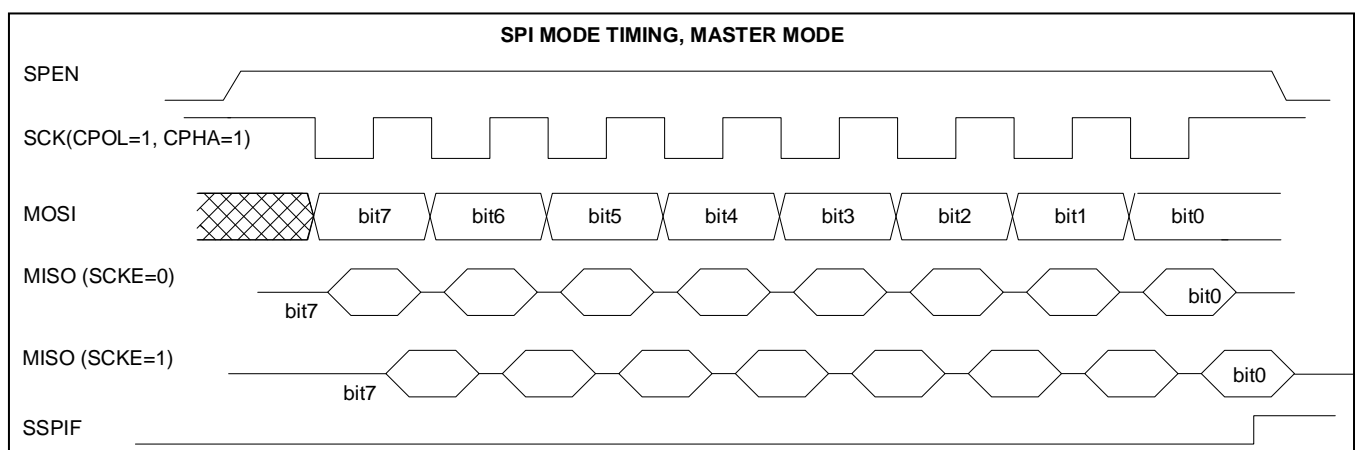 SPI MODE TIMING, MASTER MODE
SPEN
SCK(CPOL=1, CPHA=1)
MOSI
bit7 bit6 bit5 bit4 bit3 bit2 bit1 bit0
MISO (SCKE=0)
bit7 bit0
MISO (SCKE=1)
bit7 bit0
SSPIF